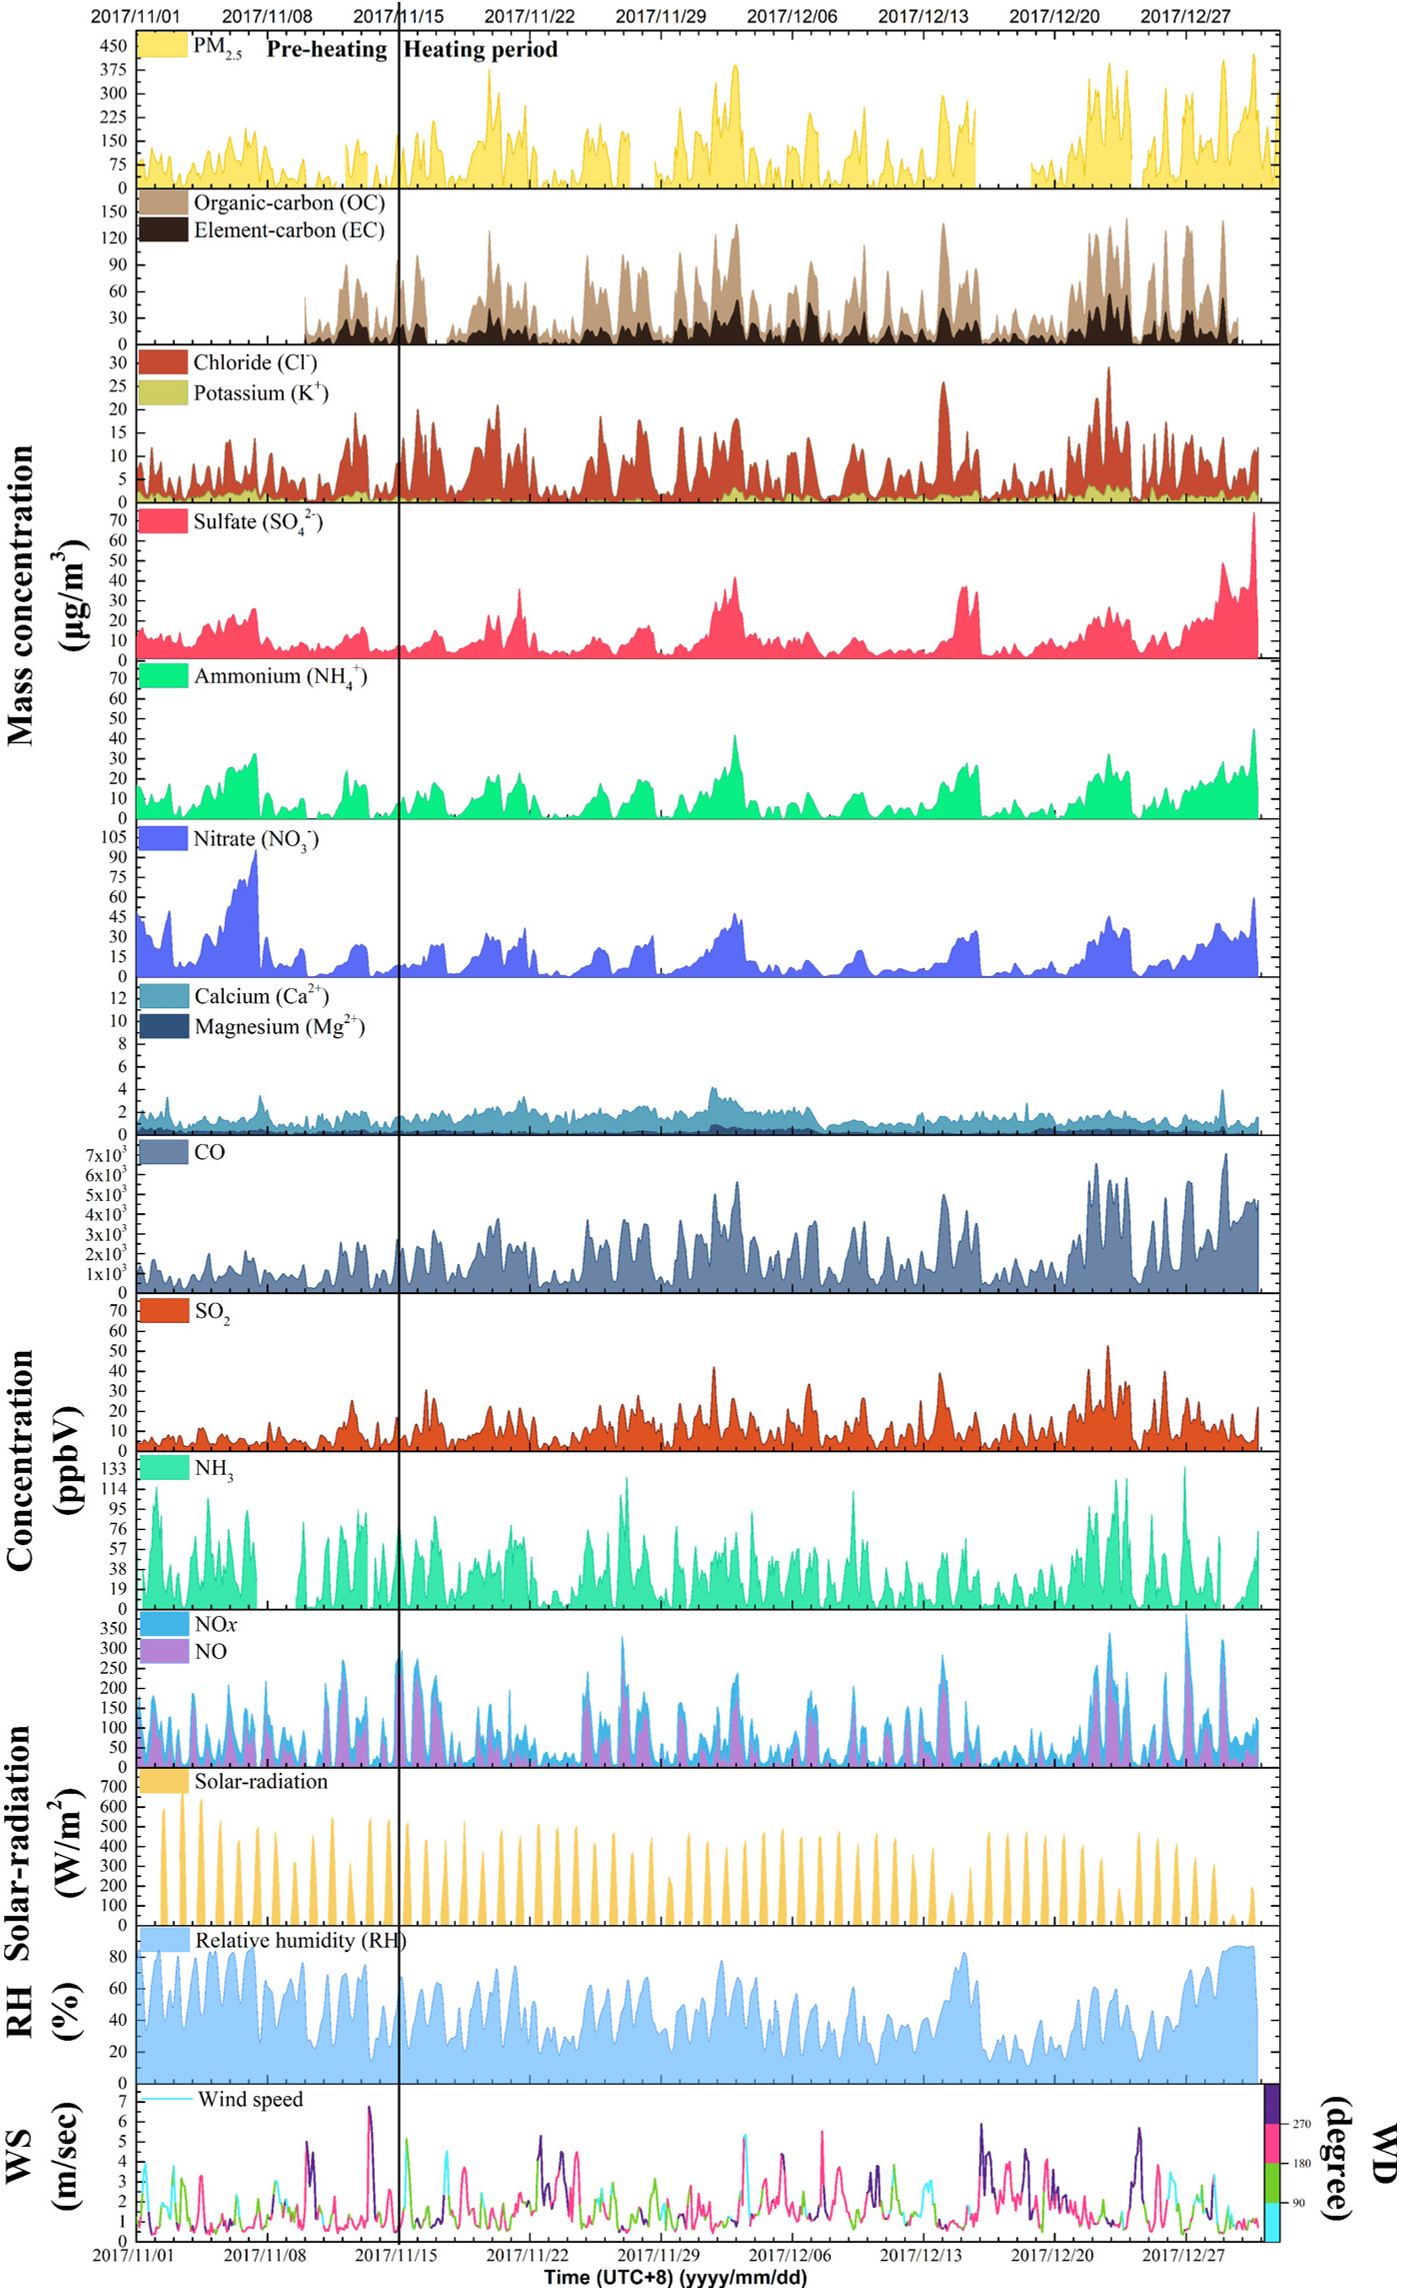 2017/11/01 2017/11/08 2017/11/15 2017/11/22 2017/11/29 2017/12/06 2017/12/13 2017/12/20 2017/12/27
PM2.5
Pre-heating Heating period
450
375
300
225
150
75
0
Organic-carbon (OC)
Element-carbon (EC)
150
120
90
60
30
0
Chloride (Cl-)
Potassium (K+)
30
25
20
15
10
5
0
Sulfate (SO4 2-)
70
60
50
40
30
20
10
0
Ammonium (NH4+)
70
60
50
40
30
20
10
0
Nitrate (NO3-)
105
90
75
60
45
30
15
0
Calcium (Ca2+)
Magnesium (Mg2+)
12
10
8
6
4
2
0
Mass concentration
(μg/m3)
CO
7x103
6x103
5x103
4x103
3x103
2x103
1x103
0
SO2
70
60
50
40
30
20
10
0
NH3
133
114
95
76
57
38
19
0
NOx
NO
350
300
250
200
150
100
50
0
Concentration
(ppbV)
Solar-radiation
700
600
500
400
300
200
100
0
Solar-radiation
(W/m2)
Relative humidity (RH)
80
60
40
20
0
RH
(%)
Wind speed
7
6
5
4
3
2
1
0
WS
(m/sec)
270
180
90
WD
(degree)
2017/11/01 2017/11/08 2017/11/15 2017/11/22 2017/11/29 2017/12/06 2017/12/13 2017/12/20 2017/12/27
Time (UTC+8) (yyyy/mm/dd)